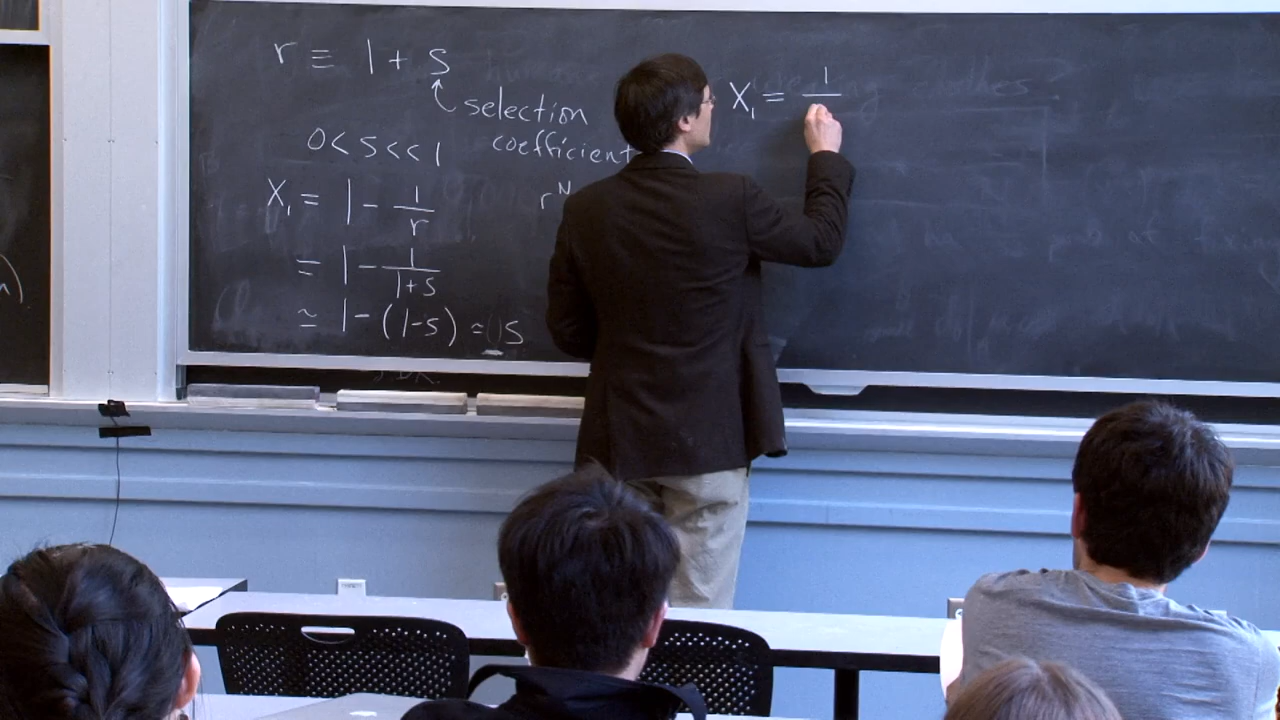 r ≡ 1 + s
selection
coefficient
0 < s << 1
X₁ = 1 - 1/r
r^N
= 1 - 1/(1+s)
≃ 1 - (1-s) ≈ s
X₁ = 1/